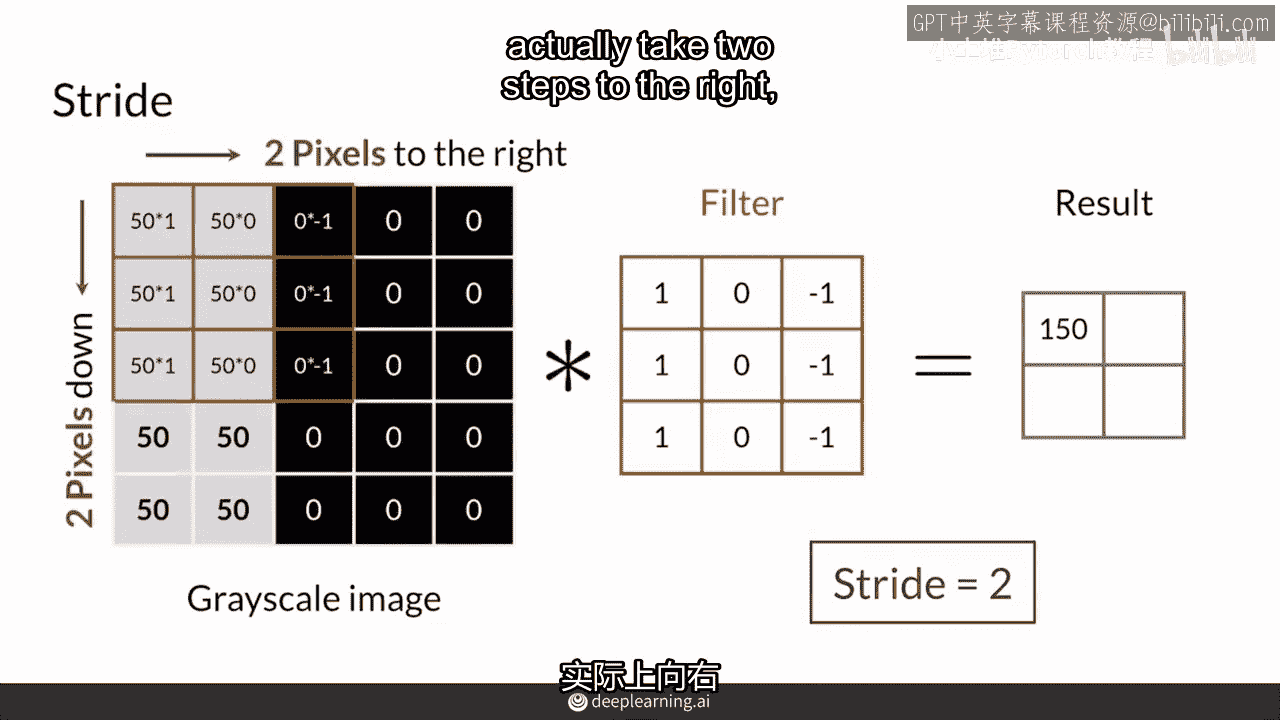 GPT中英字幕课程资源@bilibili.com
actually take two
steps to the right,
Stride
2 Pixels to the right
2 Pixels down
50*1 50*0 0*-1 0 0
50*1 50*0 0*-1 0 0
50*1 50*0 0*-1 0 0
50 50 0 0 0
50 50 0 0 0
Grayscale image
*
Filter
1 0 -1
1 0 -1
1 0 -1
=
Result
150
Stride = 2
实际上向右
deeplearning.ai